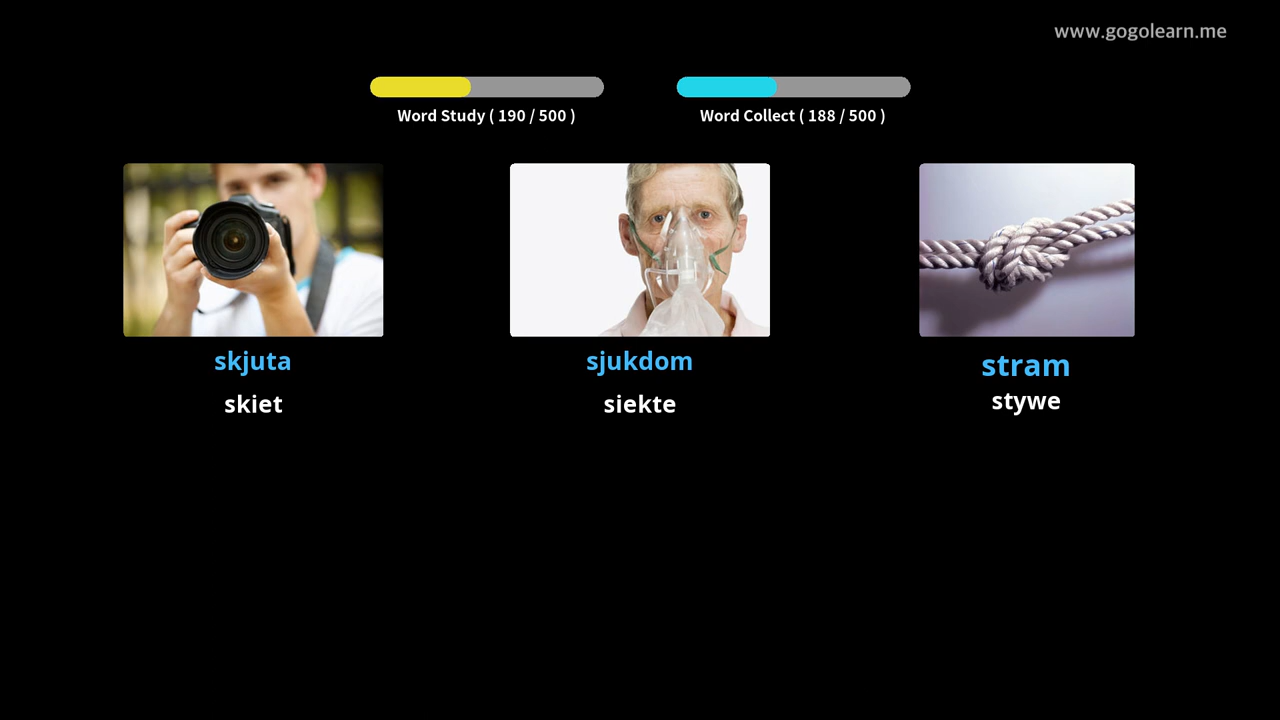 www.gogolearn.me
Word Study ( 190 / 500 )
Word Collect ( 188 / 500 )
skjuta
skiet
sjukdom
siekte
stram
stywe